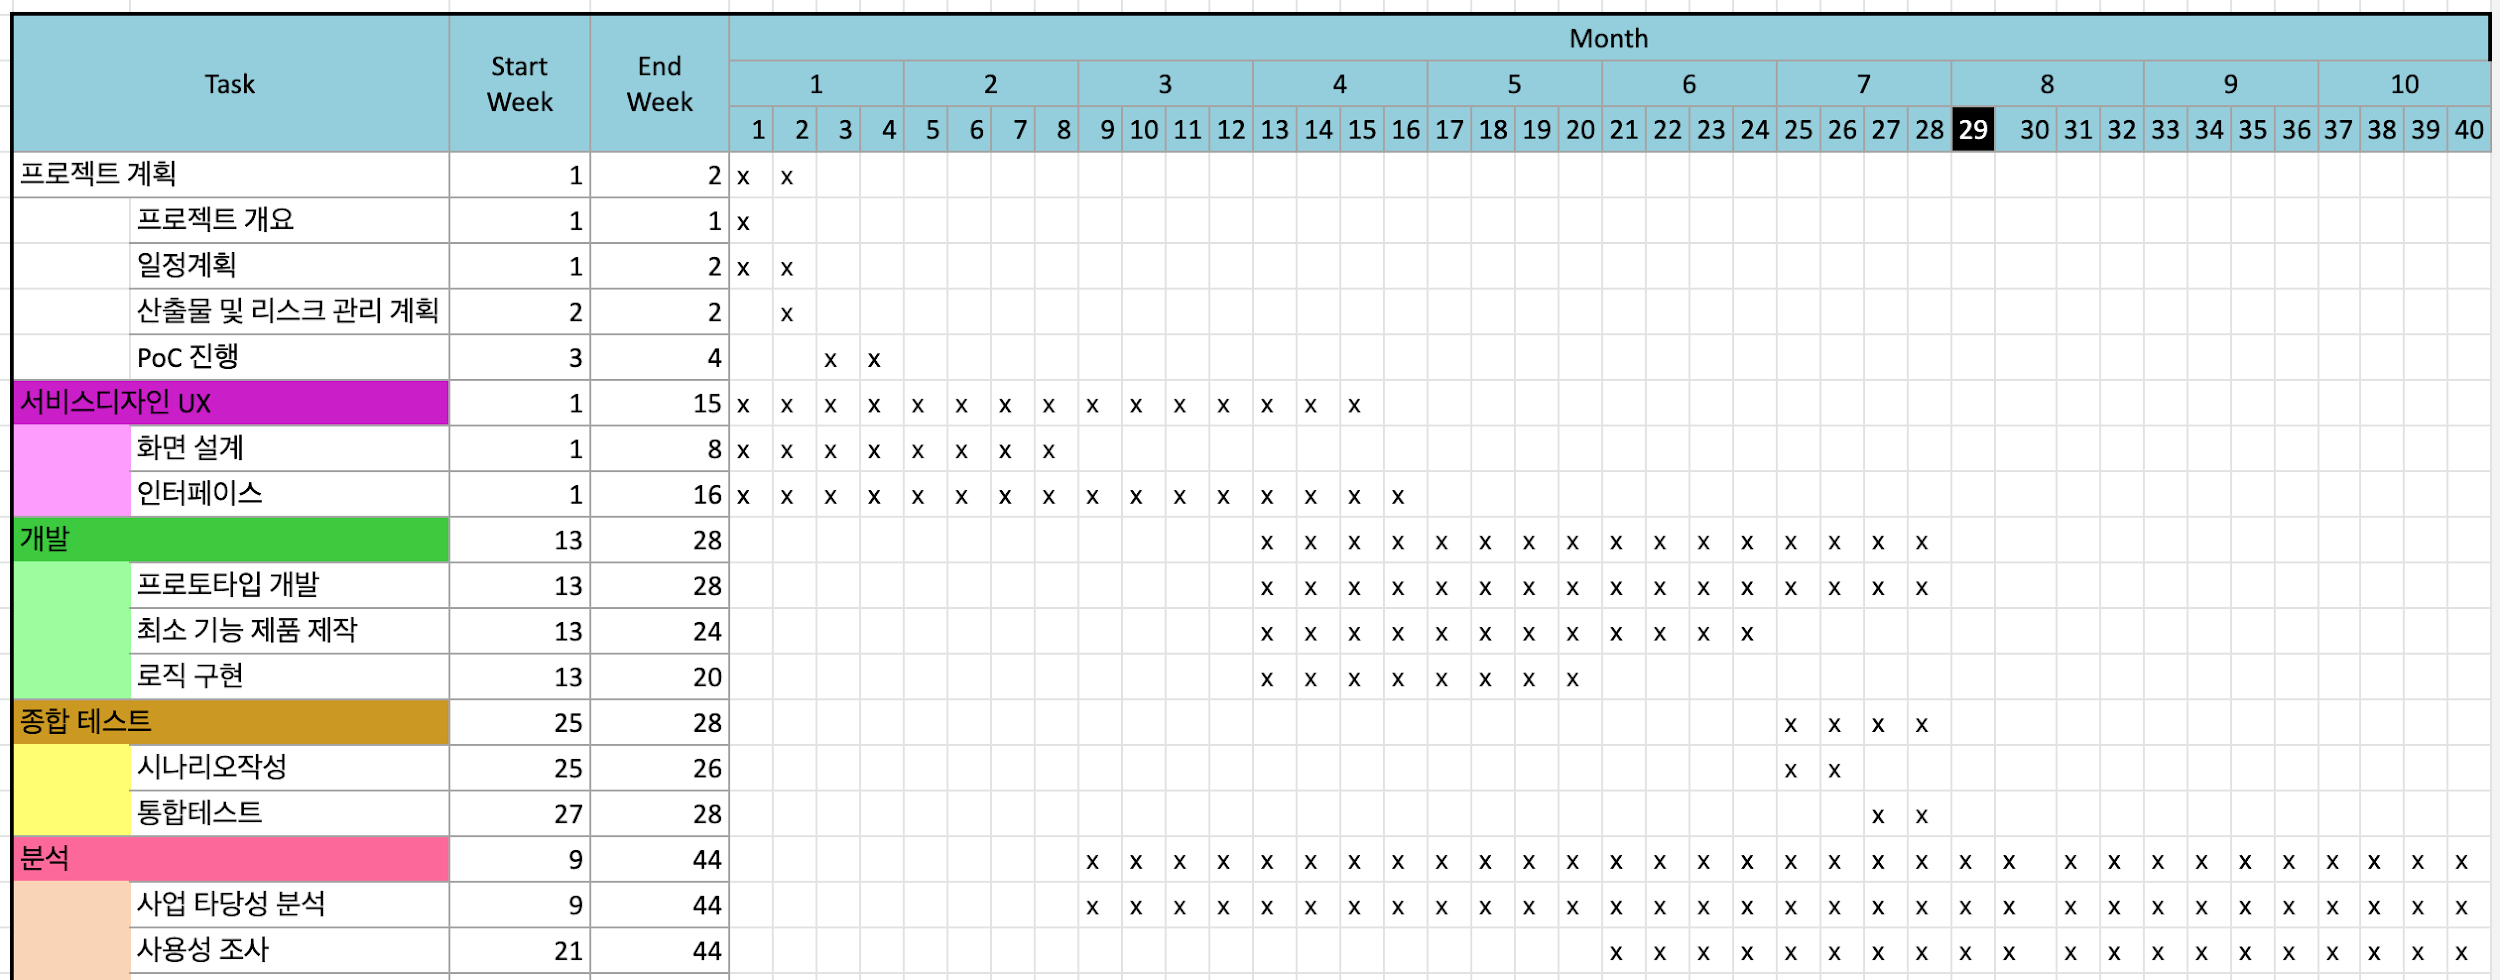 Task Start Week End Week Month
1 2 3 4 5 6 7 8 9 10
1 2 3 4 5 6 7 8 9 10 11 12 13 14 15 16 17 18 19 20 21 22 23 24 25 26 27 28 29 30 31 32 33 34 35 36 37 38 39 40
프로젝트 계획 1 2 x x
프로젝트 개요 1 1 x
일정계획 1 2 x x
산출물 및 리스크 관리 계획 2 2 x
PoC 진행 3 4 x x
서비스디자인 UX 1 15 x x x x x x x x x x x x x x x
화면 설계 1 8 x x x x x x x x
인터페이스 1 16 x x x x x x x x x x x x x x x x
개발 13 28 x x x x x x x x x x x x x x x x
프로토타입 개발 13 28 x x x x x x x x x x x x x x x x
최소 기능 제품 제작 13 24 x x x x x x x x x x x x
로직 구현 13 20 x x x x x x x x
종합 테스트 25 28 x x x x
시나리오작성 25 26 x x
통합테스트 27 28 x x
분석 9 44 x x x x x x x x x x x x x x x x x x x x x x x x x x x x x x x x
사업 타당성 분석 9 44 x x x x x x x x x x x x x x x x x x x x x x x x x x x x x x x x
사용성 조사 21 44 x x x x x x x x x x x x x x x x x x x x